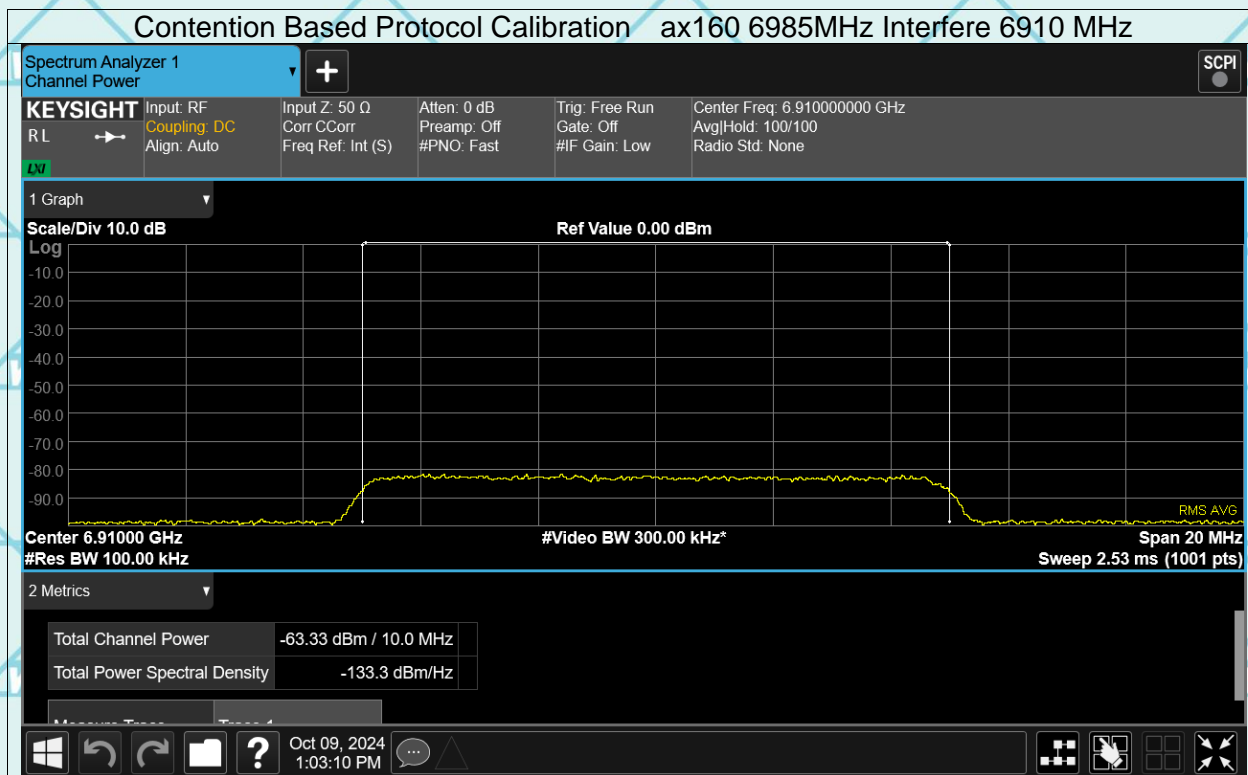 Contention Based Protocol Calibration ax160 6985MHz Interfere 6910 MHz
Spectrum Analyzer 1
Channel Power
SCPI
KEYSIGHT
R L
LXI
Input: RF
Coupling: DC
Align: Auto
Input Z: 50 Ω
Corr CCorr
Freq Ref: Int (S)
Atten: 0 dB
Preamp: Off
#PNO: Fast
Trig: Free Run
Gate: Off
#IF Gain: Low
Center Freq: 6.910000000 GHz
Avg|Hold: 100/100
Radio Std: None
1 Graph
Scale/Div 10.0 dB
Ref Value 0.00 dBm
Log
-10.0
-20.0
-30.0
-40.0
-50.0
-60.0
-70.0
-80.0
-90.0
RMS AVG
Center 6.91000 GHz
#Video BW 300.00 kHz*
Span 20 MHz
#Res BW 100.00 kHz
Sweep 2.53 ms (1001 pts)
2 Metrics
Total Channel Power -63.33 dBm / 10.0 MHz
Total Power Spectral Density -133.3 dBm/Hz
Measure Trace Trace 1
?
Oct 09, 2024
1:03:10 PM